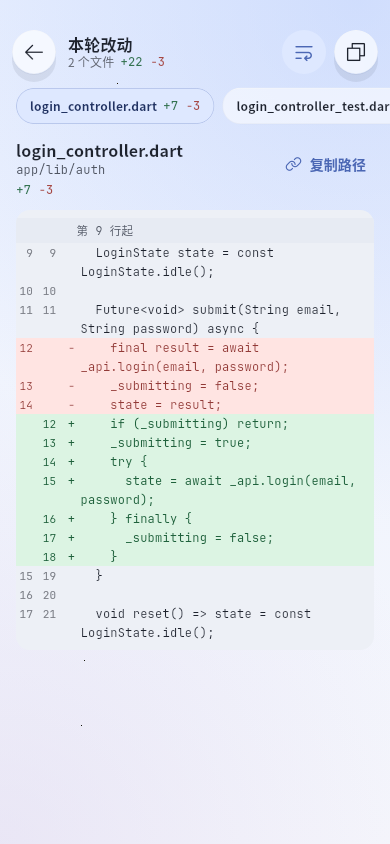 本轮改动
2 个文件 +22 -3
login_controller.dart +7 -3
login_controller_test.dar
login_controller.dart
app/lib/auth
+7 -3
复制路径
第 9 行起
9 9   LoginState state = const
LoginState.idle();
10 10
11 11   Future<void> submit(String email,
String password) async {
12 -     final result = await
_api.login(email, password);
13 -     _submitting = false;
14 -     state = result;
12 +     if (_submitting) return;
13 +     _submitting = true;
14 +     try {
15 +       state = await _api.login(email,
password);
16 +     } finally {
17 +       _submitting = false;
18 +     }
15 19   }
16 20
17 21   void reset() => state = const
LoginState.idle();